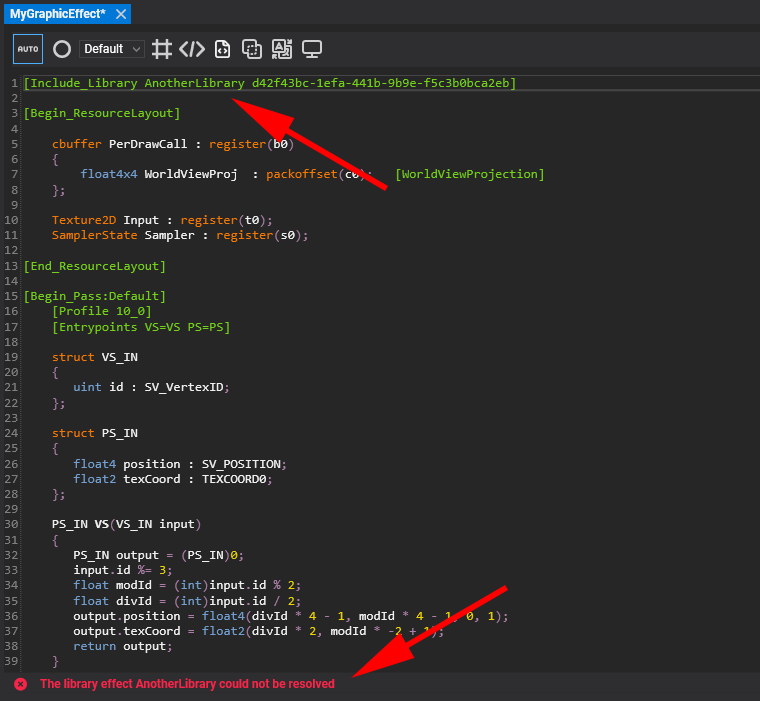 MyGraphicEffect*
AUTO Default
1 [Include_Library AnotherLibrary d42f43bc-1efa-441b-9b9e-f5c3b0bca2eb]
2
3 [Begin_ResourceLayout]
4
5 cbuffer PerDrawCall : register(b0)
6 {
7 float4x4 WorldViewProj : packoffset(c0); [WorldViewProjection]
8 };
9
10 Texture2D Input : register(t0);
11 SamplerState Sampler : register(s0);
12
13 [End_ResourceLayout]
14
15 [Begin_Pass:Default]
16 [Profile 10_0]
17 [Entrypoints VS=VS PS=PS]
18
19 struct VS_IN
20 {
21 uint id : SV_VertexID;
22 };
23
24 struct PS_IN
25 {
26 float4 position : SV_POSITION;
27 float2 texCoord : TEXCOORD0;
28 };
29
30 PS_IN VS(VS_IN input)
31 {
32 PS_IN output = (PS_IN)0;
33 input.id %= 3;
34 float modId = (int)input.id % 2;
35 float divId = (int)input.id / 2;
36 output.position = float4(divId * 4 - 1, modId * 4 - 1, 0, 1);
37 output.texCoord = float2(divId * 2, modId * -2 + 1);
38 return output;
39 }
The library effect AnotherLibrary could not be resolved